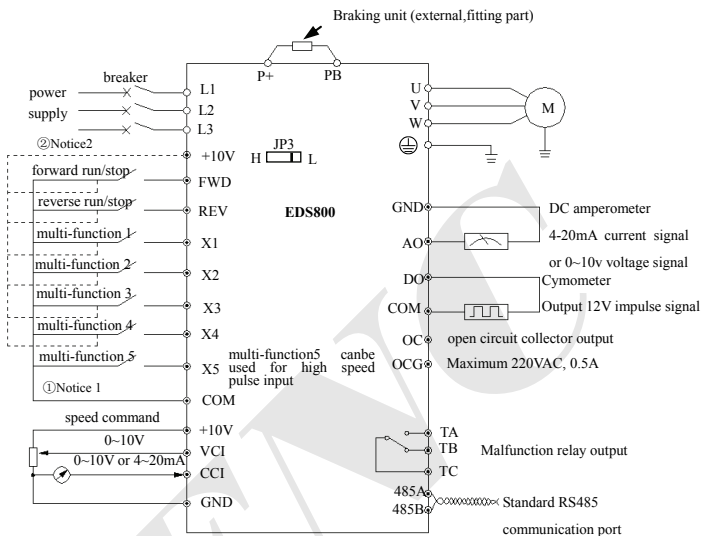 Braking unit (external,fitting part)
P+ PB
breaker
power
supply
L1
L2
L3
U
V
W
M
②Notice2
+10V
JP3
H L
forward run/stop
FWD
reverse run/stop
REV
EDS800
multi-function 1
X1
multi-function 2
X2
multi-function 3
X3
multi-function 4
X4
multi-function 5
X5
multi-function5 canbe
used for high speed
pulse input
①Notice 1
COM
speed command
+10V
0~10V
VCI
0~10V or 4~20mA
CCI
GND
GND
DC amperometer
AO
4-20mA current signal
or 0~10v voltage signal
DO
Cymometer
COM
Output 12V impulse signal
OC
open circuit collector output
OCG
Maximum 220VAC, 0.5A
TA
TB
Malfunction relay output
TC
485A
485B
Standard RS485
communication port
ENC